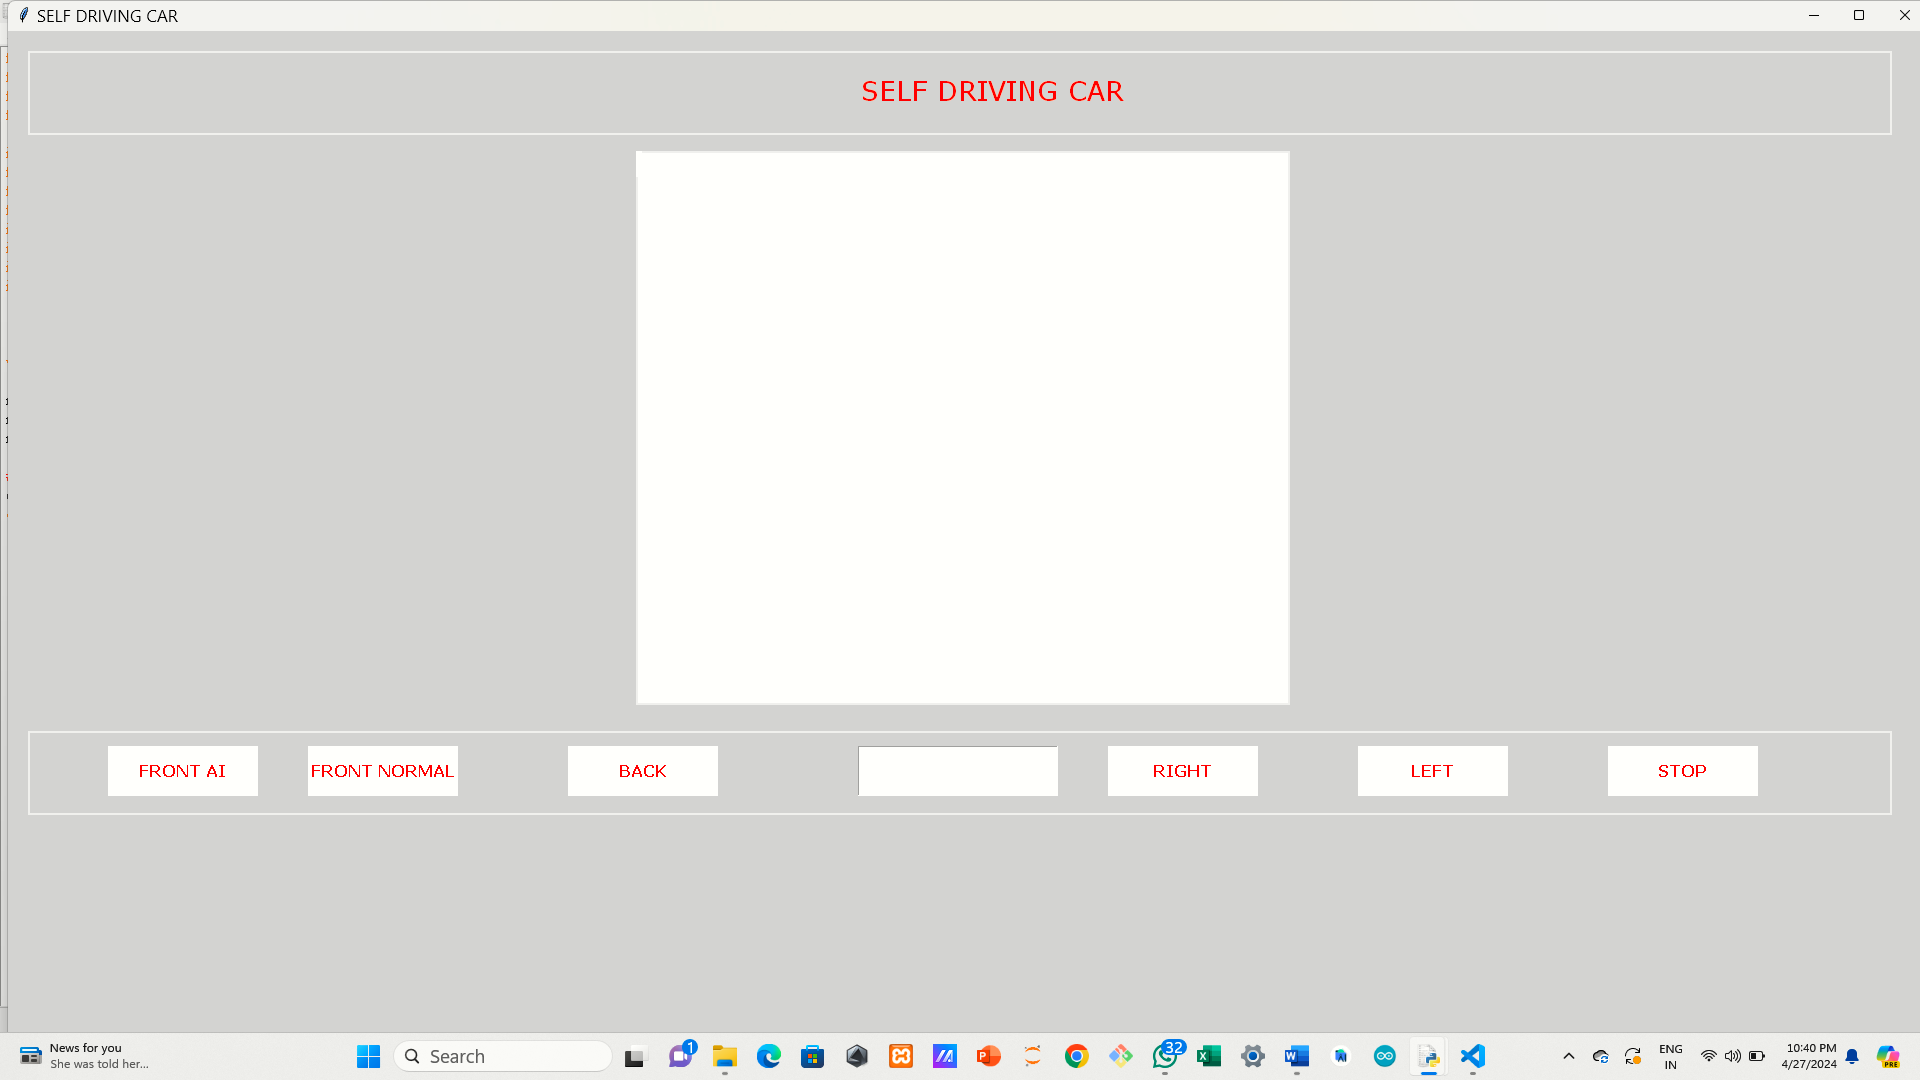 SELF DRIVING CAR
SELF DRIVING CAR
FRONT AI
FRONT NORMAL
BACK
RIGHT
LEFT
STOP
News for you
She was told her...
Search
1
32
ENG
IN
10:40 PM
4/27/2024
PRE